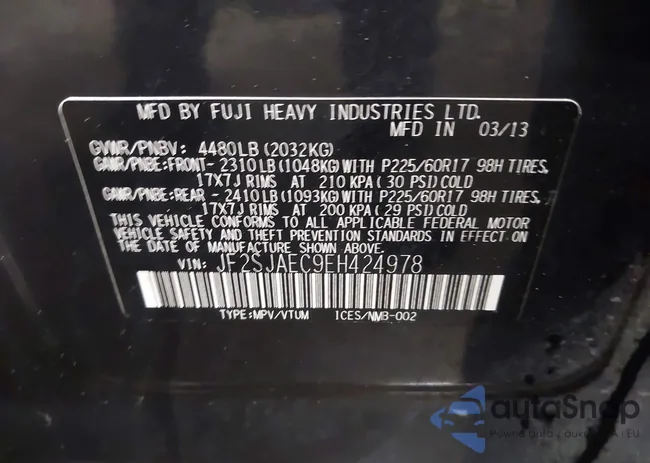 MFD BY FUJI HEAVY INDUSTRIES LTD.
MFD IN 03/13
GVWR/PNBV: 4480LB(2032KG)
GAWR/PNBE:FRONT- 2310LB(1048KG)WITH P225/60R17 98H TIRES,
17X7J RIMS AT 210 KPA(30 PSI)COLD
GAWR/PNBE:REAR - 2410LB(1093KG)WITH P225/60R17 98H TIRES,
17X7J RIMS AT 200 KPA(29 PSI)COLD
THIS VEHICLE CONFORMS TO ALL APPLICABLE FEDERAL MOTOR
VEHICLE SAFETY AND THEFT PREVENTION STANDARDS IN EFFECT ON
THE DATE OF MANUFACTURE SHOWN ABOVE.
VIN: JF2SJAEC9EH424978
TYPE:MPV/VTUM ICES/NMB-002
autoSnap